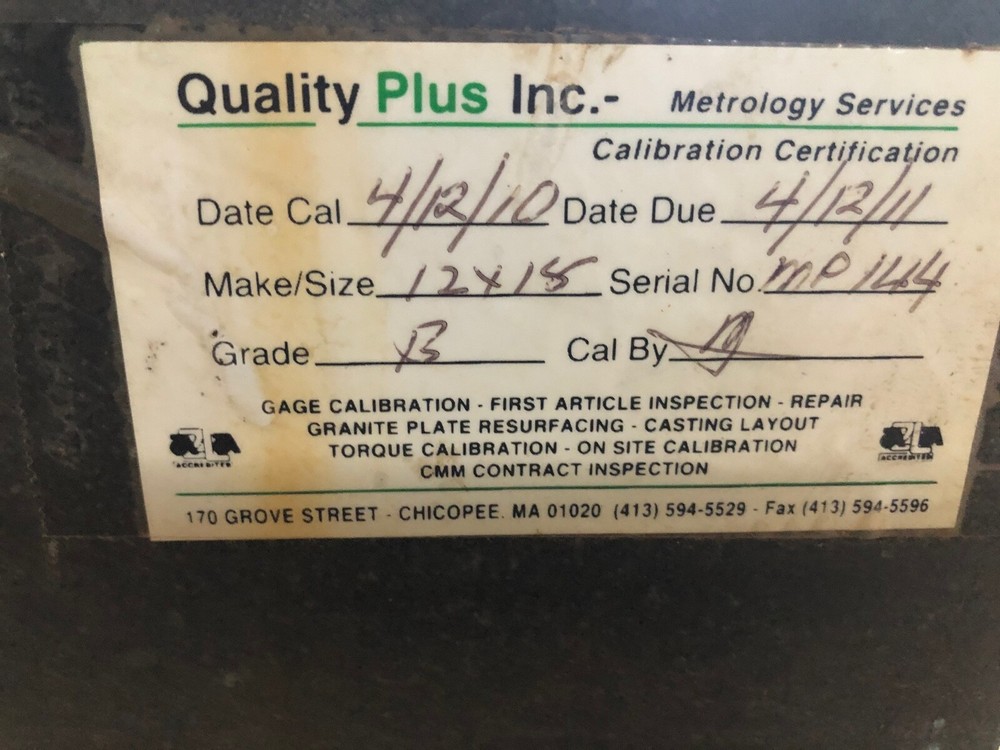 Quality Plus Inc.- Metrology Services
Calibration Certification
Date Cal 4/12/10 Date Due 4/12/11
Make/Size 12x18 Serial No. MP 144
Grade B Cal By
GAGE CALIBRATION - FIRST ARTICLE INSPECTION - REPAIR
GRANITE PLATE RESURFACING - CASTING LAYOUT
TORQUE CALIBRATION - ON SITE CALIBRATION
CMM CONTRACT INSPECTION
ACCREDITED ACCREDITED
170 GROVE STREET - CHICOPEE. MA 01020 (413) 594-5529 - Fax (413) 594-5596